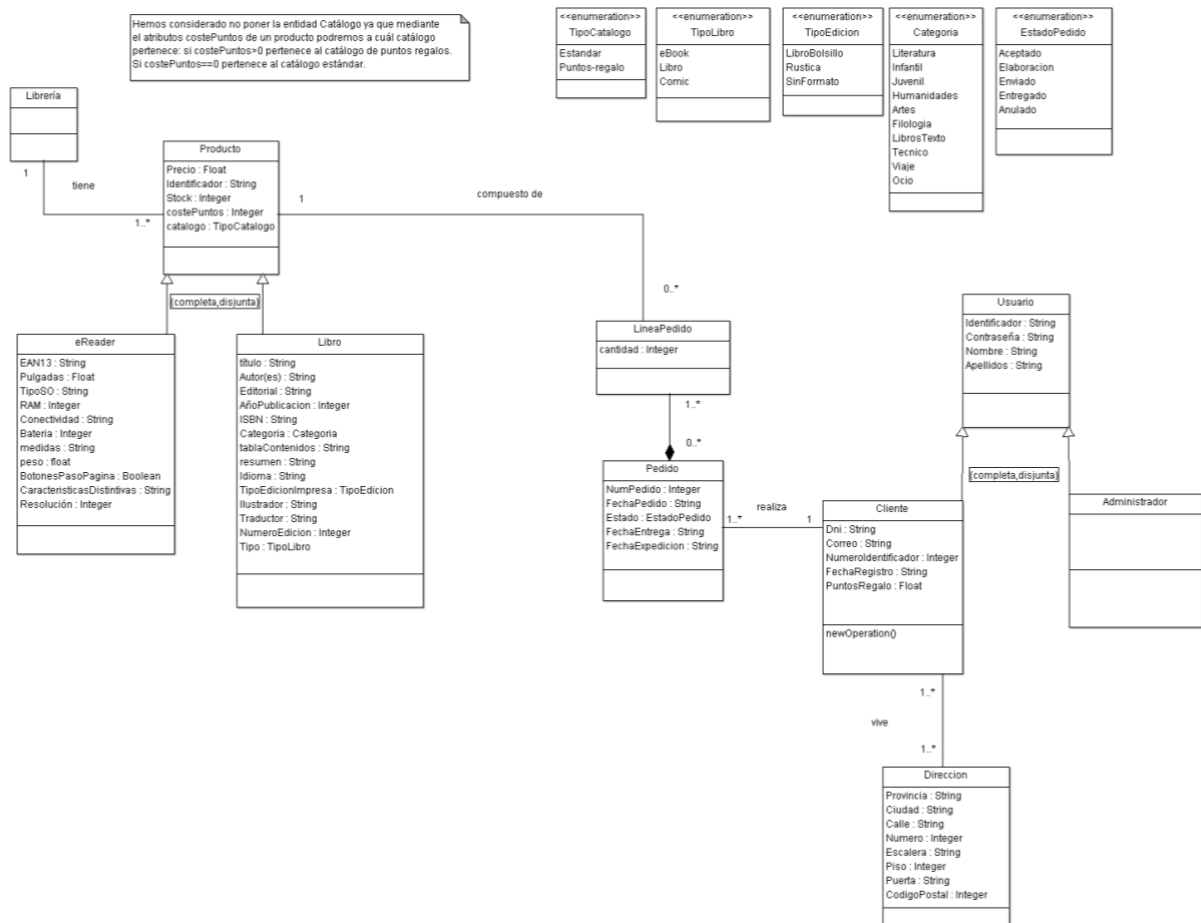 Hemos considerado no poner la entidad Catálogo ya que mediante
el atributos costePuntos de un producto podremos a cuál catálogo
pertenece: si costePuntos>0 pertenece al catálogo de puntos regalos.
Si costePuntos==0 pertenece al catálogo estándar.
<<enumeration>>
TipoCatalogo
Estandar
Puntos-regalo
<<enumeration>>
TipoLibro
eBook
Libro
Comic
<<enumeration>>
TipoEdicion
LibroBolsillo
Rustica
SinFormato
<<enumeration>>
Categoria
Literatura
Infantil
Juvenil
Humanidades
Artes
Filologia
LibrosTexto
Tecnico
Viaje
Ocio
<<enumeration>>
EstadoPedido
Aceptado
Elaboracion
Enviado
Entregado
Anulado
Librería
1
tiene
1..*
Producto
Precio : Float
Identificador : String
Stock : Integer
costePuntos : Integer
catalogo : TipoCatalogo
1
compuesto de
0..*
{completa,disjunta}
eReader
EAN13 : String
Pulgadas : Float
TipoSO : String
RAM : Integer
Conectividad : String
Bateria : Integer
medidas : String
peso : float
BotonesPasoPagina : Boolean
CaracteristicasDistintivas : String
Resolución : Integer
Libro
título : String
Autor(es) : String
Editorial : String
AñoPublicacion : Integer
ISBN : String
Categoria : Categoria
tablaContenidos : String
resumen : String
Idioma : String
TipoEdicionImpresa : TipoEdicion
Ilustrador : String
Traductor : String
NumeroEdicion : Integer
Tipo : TipoLibro
LineaPedido
cantidad : Integer
1..*
0..*
Pedido
NumPedido : Integer
FechaPedido : String
Estado : EstadoPedido
FechaEntrega : String
FechaExpedicion : String
1..*
realiza
1
Usuario
Identificador : String
Contraseña : String
Nombre : String
Apellidos : String
{completa,disjunta}
Cliente
Dni : String
Correo : String
NumeroIdentificador : Integer
FechaRegistro : String
PuntosRegalo : Float
newOperation()
Administrador
1..*
vive
1..*
Direccion
Provincia : String
Ciudad : String
Calle : String
Numero : Integer
Escalera : String
Piso : Integer
Puerta : String
CodigoPostal : Integer